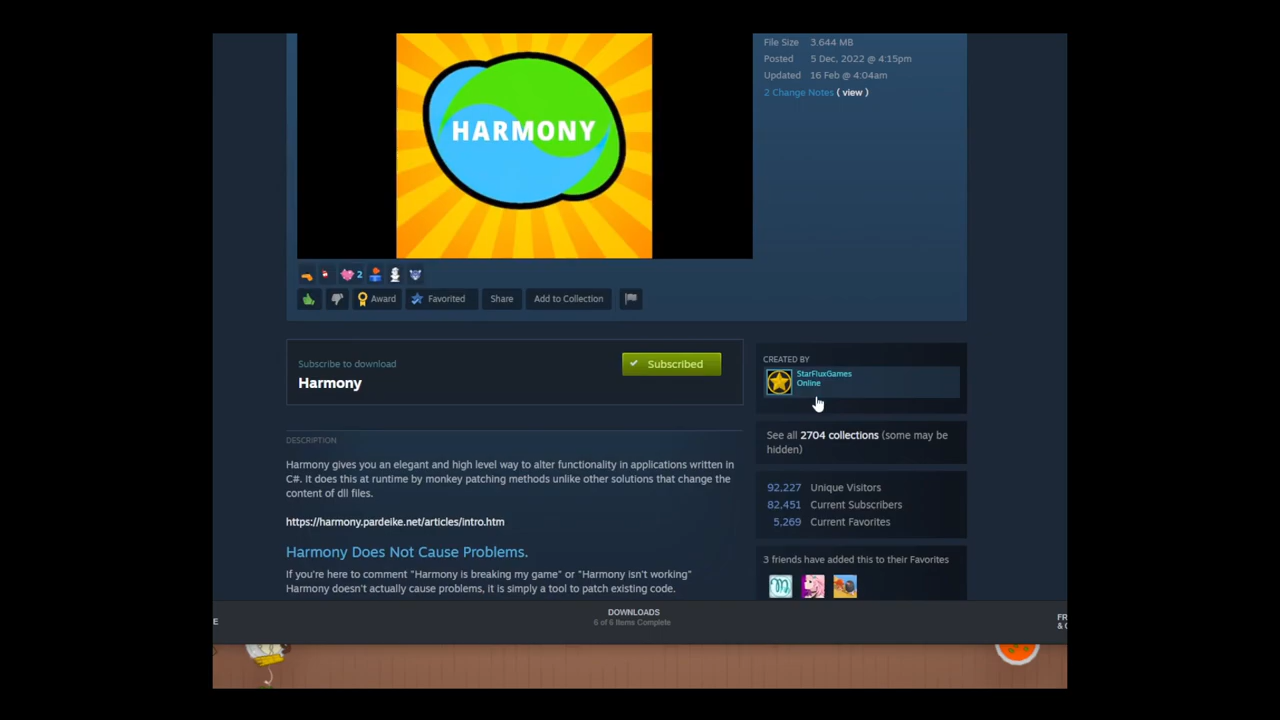 File Size 3.644 MB
Posted 5 Dec, 2022 @ 4:15pm
Updated 16 Feb @ 4:04am
2 Change Notes ( view )
HARMONY
2
Award Favorited Share Add to Collection
Subscribe to download
Harmony
Subscribed
CREATED BY
StarFluxGames
Online
See all 2704 collections (some may be
hidden)
DESCRIPTION
Harmony gives you an elegant and high level way to alter functionality in applications written in
C#. It does this at runtime by monkey patching methods unlike other solutions that change the
content of dll files.
https://harmony.pardeike.net/articles/intro.htm
Harmony Does Not Cause Problems.
If you're here to comment "Harmony is breaking my game" or "Harmony isn't working"
Harmony doesn't actually cause problems, it is simply a tool to patch existing code.
92,227 Unique Visitors
82,451 Current Subscribers
5,269 Current Favorites
3 friends have added this to their Favorites
E
DOWNLOADS
6 of 6 Items Complete
FR
& C